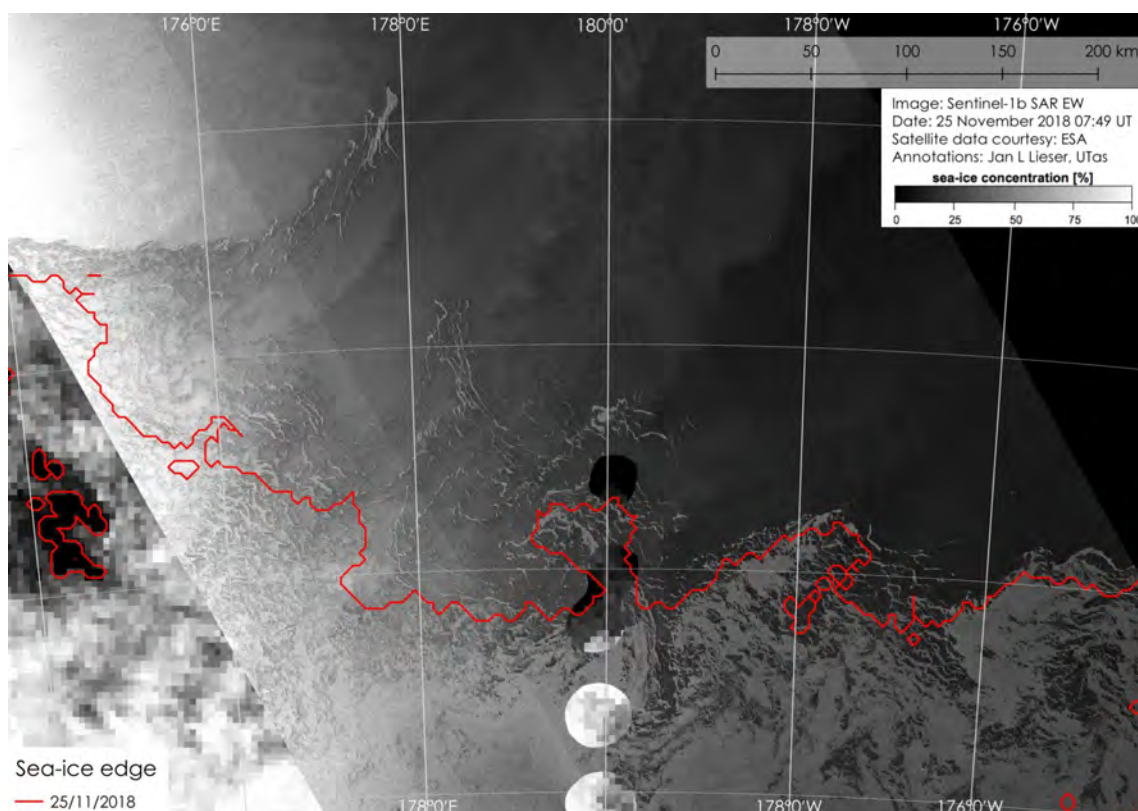 176°0'E 178°0'E 180°0' 178°0'W 176°0'W
0 50 100 150 200 km
Image: Sentinel-1b SAR EW
Date: 25 November 2018 07:49 UT
Satellite data courtesy: ESA
Annotations: Jan L Lieser, UTas
sea-ice concentration [%]
0 25 50 75 100
Sea-ice edge
25/11/2018
178°0'E 180°0' 178°0'W 176°0'W